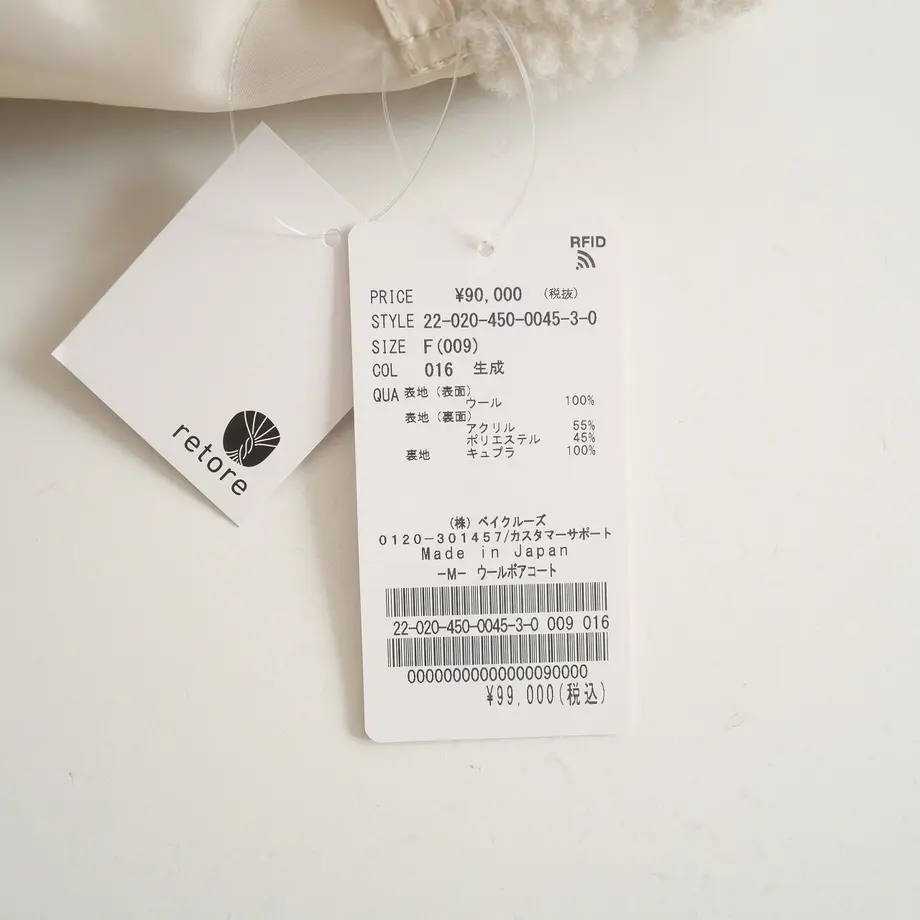 retore
RFID
PRICE ¥90,000 (税抜)
STYLE 22-020-450-0045-3-0
SIZE F(009)
COL 016 生成
QUA 表地(表面)
ウール 100%
表地(裏面)
アクリル 55%
ポリエステル 45%
裏地 キュプラ 100%
(株)ベイクルーズ
0120-301457/カスタマーサポート
Made in Japan
-M- ウールボアコート
22-020-450-0045-3-0 009 016
00000000000000090000
¥99,000(税込)